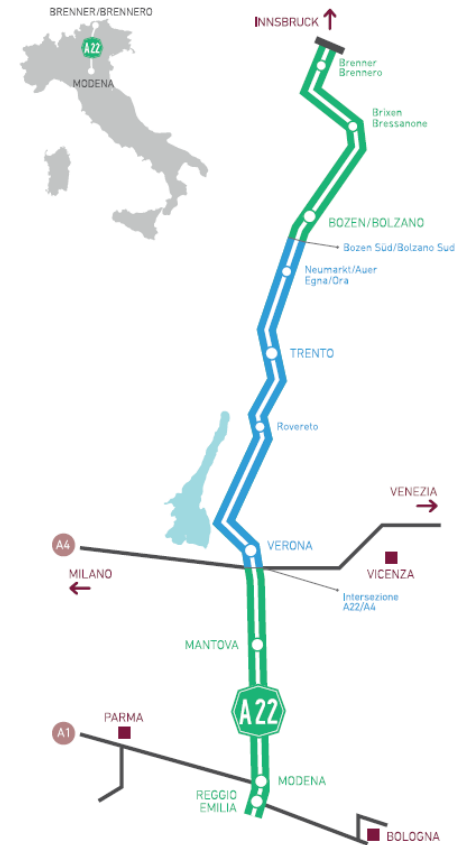 BRENNER/BRENNERO
A22
MODENA
INNSBRUCK
Brenner
Brennero
Brixen
Bressanone
BOZEN/BOLZANO
Bozen Süd/Bolzano Sud
Neumarkt/Auer
Egna/Ora
TRENTO
Rovereto
VENEZIA
A4
VERONA
MILANO
VICENZA
Intersezione
A22/A4
MANTOVA
A22
PARMA
A1
MODENA
REGGIO
EMILIA
BOLOGNA